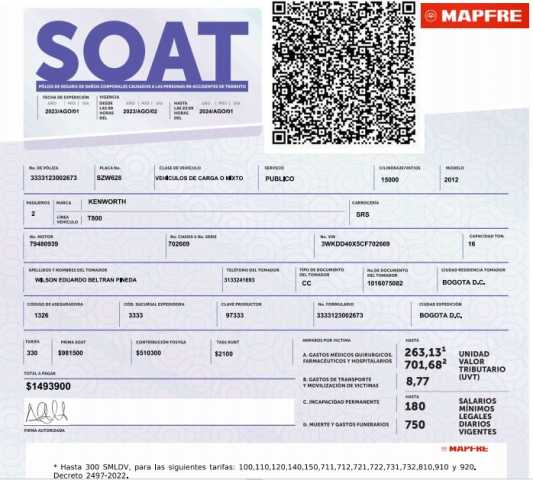 SOAT
MAPFRE
PÓLIZA DE SEGURO DE DAÑOS CORPORALES CAUSADOS A LAS PERSONAS EN ACCIDENTES DE TRÁNSITO
FECHA DE EXPEDICIÓN VIGENCIA
AÑO / MES / DÍA
2023/AGO/01
DESDE LAS 00 HORAS DEL
AÑO / MES / DÍA
2023/AGO/02
HASTA LAS 23:59 HORAS DEL
AÑO / MES / DÍA
2024/AGO/01
No. DE PÓLIZA PLACA No. CLASE DE VEHÍCULO SERVICIO CILINDRAJE/VATIOS MODELO
3333123002673 SZW628 VEHÍCULOS DE CARGA O MIXTO PUBLICO 15000 2012
PASAJEROS MARCA KENWORTH CARROCERÍA
2 LÍNEA VEHÍCULO T800 SRS
No. MOTOR No. CHASIS ó No. SERIE No. VIN CAPACIDAD TON.
79480939 702669 3WKDD40X5CF702669 16
APELLIDOS Y NOMBRES DEL TOMADOR TELÉFONO DEL TOMADOR TIPO DE DOCUMENTO DEL TOMADOR No. DE DOCUMENTO DEL TOMADOR CIUDAD RESIDENCIA TOMADOR
WILSON EDUARDO BELTRAN PINEDA 3133241693 CC 1016075082 BOGOTA D.C.
CÓDIGO DE ASEGURADORA CÓD. SUCURSAL EXPEDIDORA CLAVE PRODUCTOR No. FORMULARIO CIUDAD EXPEDICIÓN
1326 3333 97333 3333123002673 BOGOTA D.C.
TARIFA PRIMA SOAT CONTRIBUCIÓN FOSYGA TASA RUNT
330 $981500 $510300 $2100
TOTAL A PAGAR
$1493900
FIRMA AUTORIZADA
AMPAROS POR VÍCTIMA HASTA
A. GASTOS MÉDICOS QUIRÚRGICOS, FARMACÉUTICOS Y HOSPITALARIOS
263,13¹
701,68²
B. GASTOS DE TRANSPORTE Y MOVILIZACIÓN DE VICTIMAS
8,77
UNIDAD VALOR TRIBUTARIO (UVT)
HASTA
C. INCAPACIDAD PERMANENTE
180
D. MUERTE Y GASTOS FUNERARIOS
750
SALARIOS MÍNIMOS LEGALES DIARIOS VIGENTES
MAPFRE
* Hasta 300 SMLDV, para las siguientes tarifas: 100,110,120,140,150,711,712,721,722,731,732,810,910 y 920.
Decreto 2497-2022.